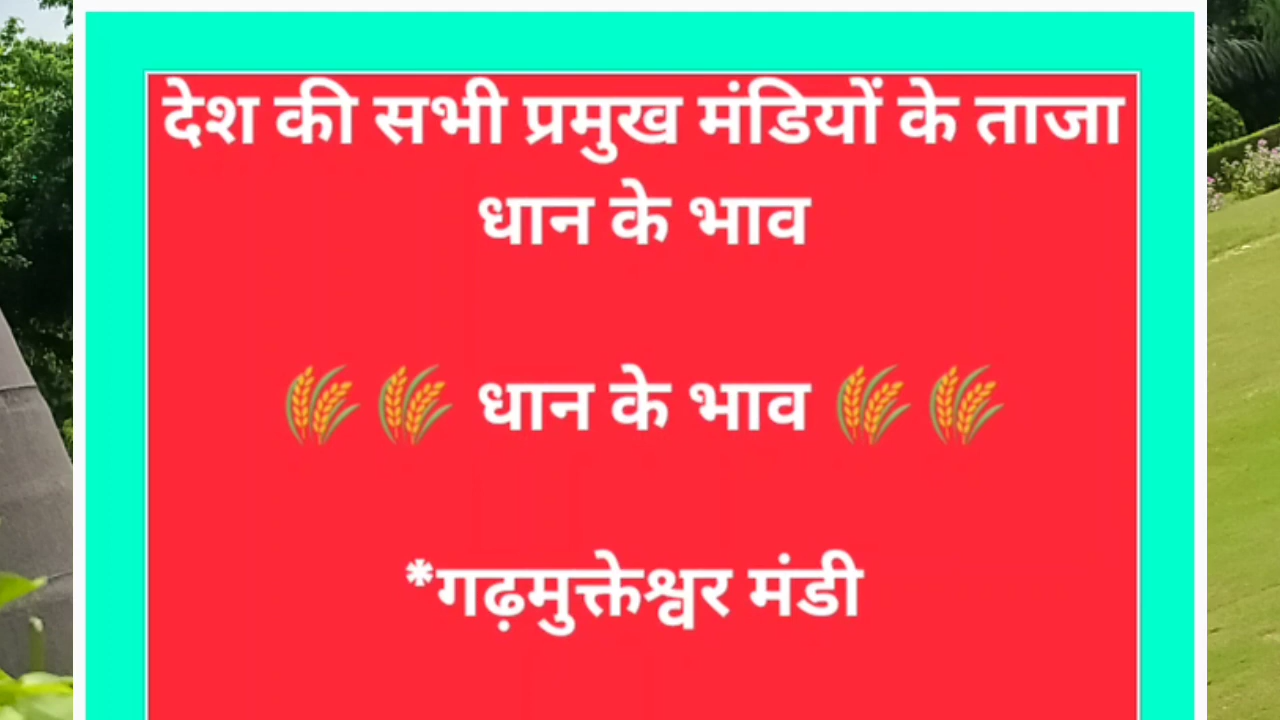 देश की सभी प्रमुख मंडियों के ताजा
धान के भाव
🌾🌾 धान के भाव 🌾🌾
*गढ़मुक्तेश्वर मंडी